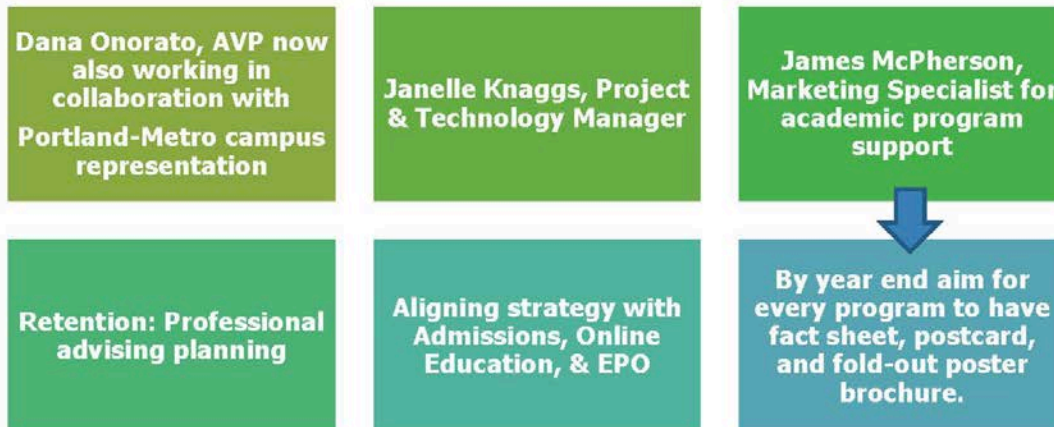 Dana Onorato, AVP now
also working in
collaboration with
Portland-Metro campus
representation
Janelle Knaggs, Project
& Technology Manager
James McPherson,
Marketing Specialist for
academic program
support
Retention: Professional
advising planning
Aligning strategy with
Admissions, Online
Education, & EPO
By year end aim for
every program to have
fact sheet, postcard,
and fold-out poster
brochure.